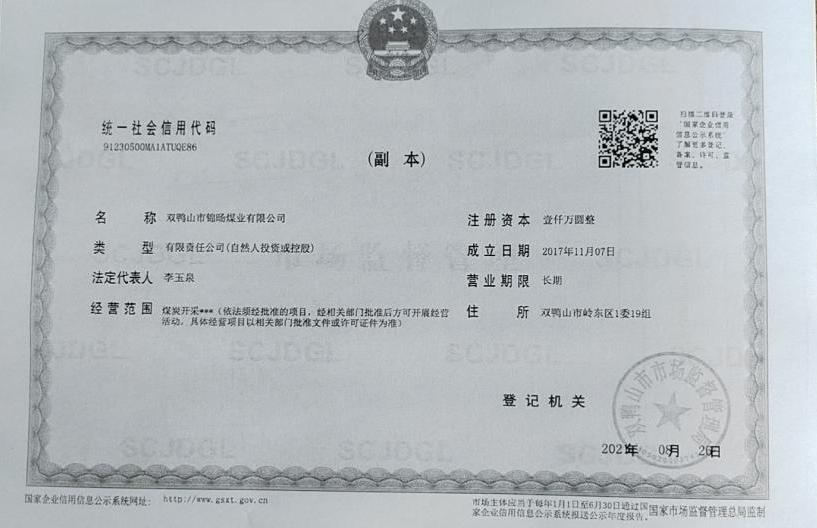 统一社会信用代码
91230500MA1ATUQE86
(副 本)
扫描二维码登录
"国家企业信用
信息公示系统"
了解更多登记、
备案、许可、监
管信息。
名 称 双鸭山市锦旸煤业有限公司
类 型 有限责任公司(自然人投资或控股)
法定代表人 李玉泉
经营范围 煤炭开采***(依法须经批准的项目,经相关部门批准后方可开展经营
活动,具体经营项目以相关部门批准文件或许可证件为准)
注册资本 壹仟万圆整
成立日期 2017年11月07日
营业期限 长期
住 所 双鸭山市岭东区1委19组
登记机关
双鸭山市市场监督管理局
2021年 08月 26日
国家企业信用信息公示系统网址: http://www.gsxt.gov.cn
市场主体应当于每年1月1日至6月30日通过国
家企业信用信息公示系统报送公示年度报告。
国家市场监督管理总局监制
SCJDGL
市场监督管